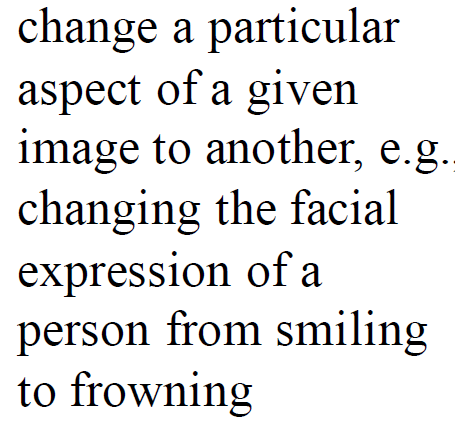 change a particular
aspect of a given
image to another, e.g.,
changing the facial
expression of a
person from smiling
to frowning